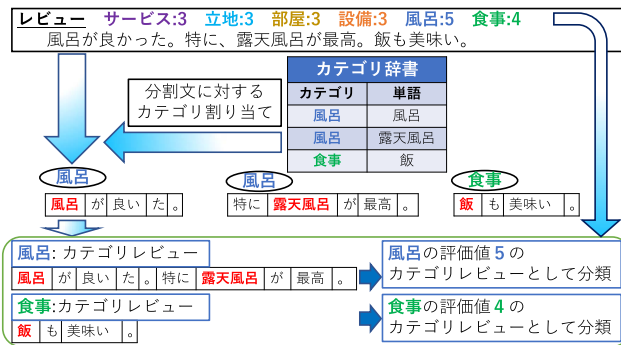 レビュー サービス:3 立地:3 部屋:3 設備:3 風呂:5 食事:4
風呂が良かった。特に、露天風呂が最高。飯も美味い。
分割文に対する
カテゴリ割り当て
カテゴリ辞書
カテゴリ 単語
風呂 風呂
風呂 露天風呂
食事 飯
風呂 風呂 食事
風呂 が 良い た 。 特に 露天風呂 が 最高 。 飯 も 美味い 。
風呂: カテゴリレビュー
風呂 が 良い た 。 特に 露天風呂 が 最高 。
風呂の評価値 5 の
カテゴリレビューとして分類
食事:カテゴリレビュー
飯 も 美味い 。
食事の評価値 4 の
カテゴリレビューとして分類